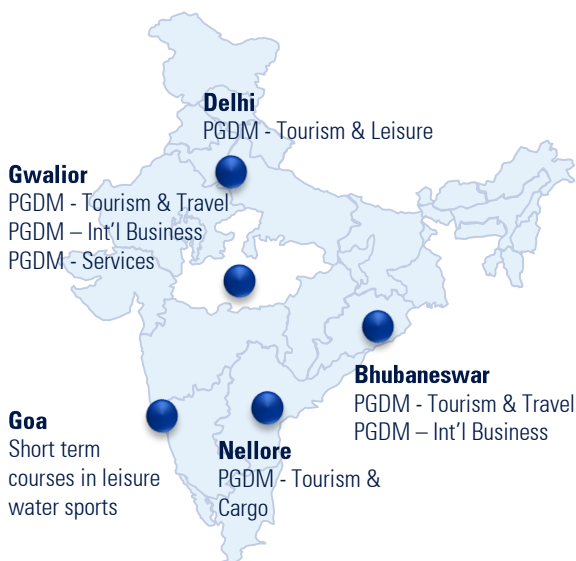 Delhi
PGDM - Tourism & Leisure
Gwalior
PGDM - Tourism & Travel
PGDM – Int'l Business
PGDM - Services
Bhubaneswar
PGDM - Tourism & Travel
PGDM – Int'l Business
Goa
Short term
courses in leisure
water sports
Nellore
PGDM - Tourism &
Cargo